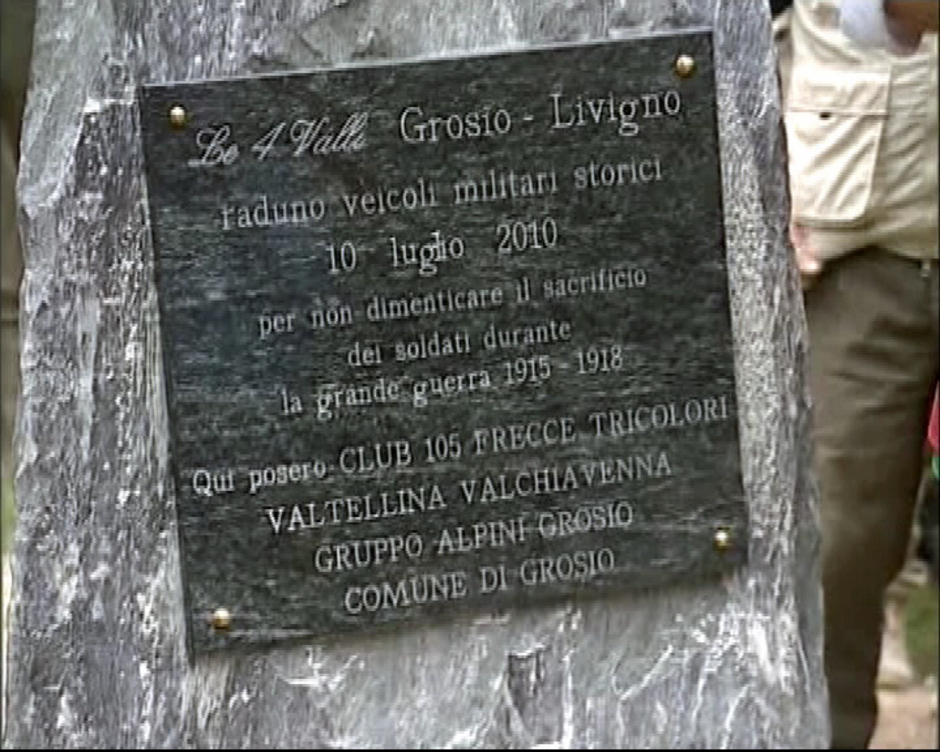 Le 4 Valli Grosio - Livigno
raduno veicoli militari storici
10 luglio 2010
per non dimenticare il sacrificio
dei soldati durante
la grande guerra 1915 - 1918
Qui posero CLUB 105 FRECCE TRICOLORI
VALTELLINA VALCHIAVENNA
GRUPPO ALPINI GROSIO
COMUNE DI GROSIO